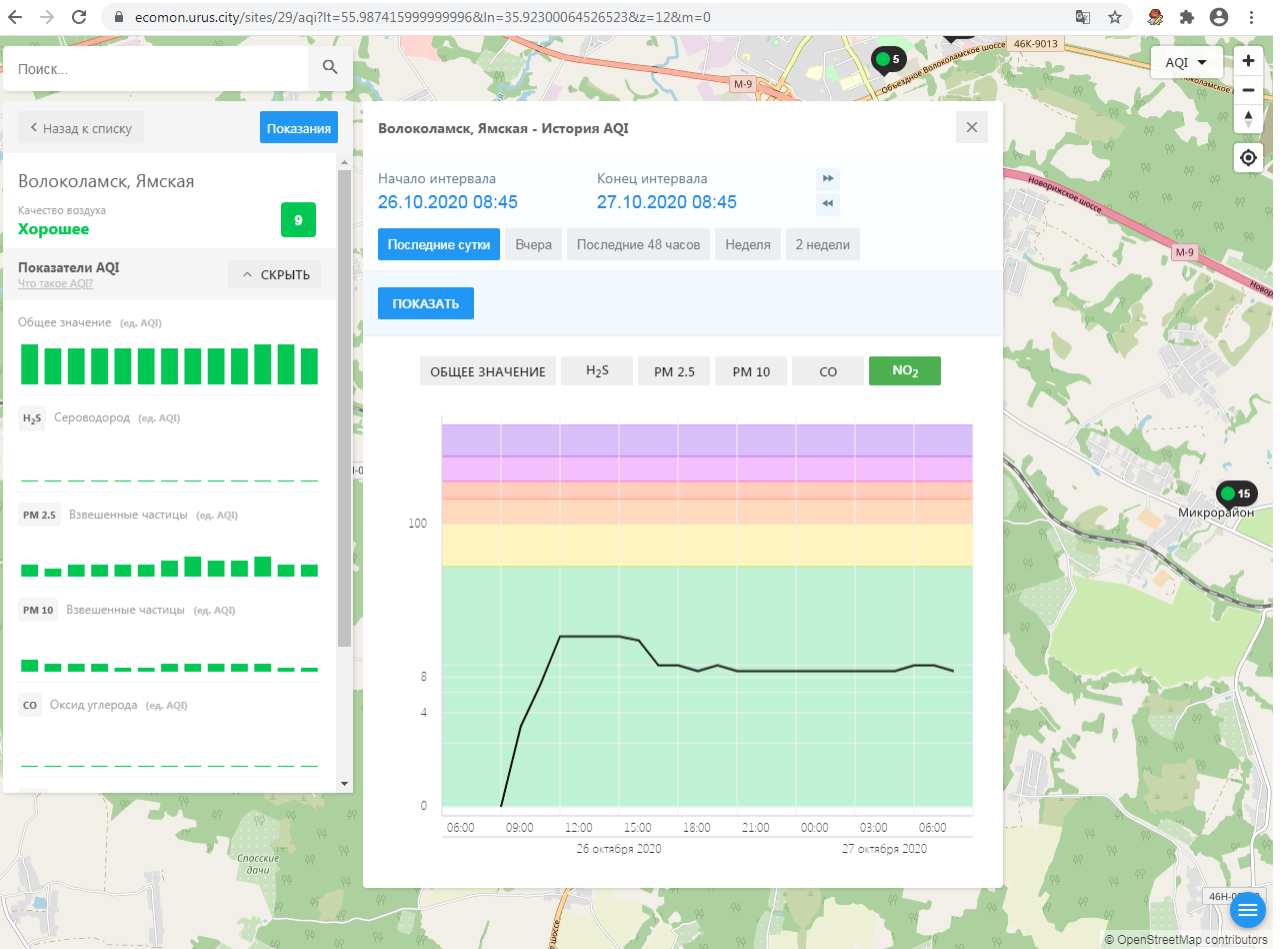 ecomon.urus.city/sites/29/aqi?lt=55.987415999999996&ln=35.92300064526523&z=12&m=0
Поиск...
46К-9013
5
Объездное Волоколамское шоссе
AQI
М-9
Назад к списку
Показания
Волоколамск, Ямская - История AQI
Волоколамск, Ямская
Качество воздуха
Хорошее
9
Начало интервала
Конец интервала
26.10.2020 08:45
27.10.2020 08:45
Новорижское шоссе
М-9
Последние сутки
Вчера
Последние 48 часов
Неделя
2 недели
Показатели AQI
Что такое AQI?
СКРЫТЬ
ПОКАЗАТЬ
Общее значение (ед. AQI)
ОБЩЕЕ ЗНАЧЕНИЕ
H2S
PM 2.5
PM 10
CO
NO2
H2S Сероводород (ед. AQI)
PM 2.5 Взвешенные частицы (ед. AQI)
PM 10 Взвешенные частицы (ед. AQI)
CO Оксид углерода (ед. AQI)
100
8
4
0
15
Микрорайон
06:00
09:00
12:00
15:00
18:00
21:00
00:00
03:00
06:00
26 октября 2020
27 октября 2020
Спасские
дачи
© OpenStreetMap contributors